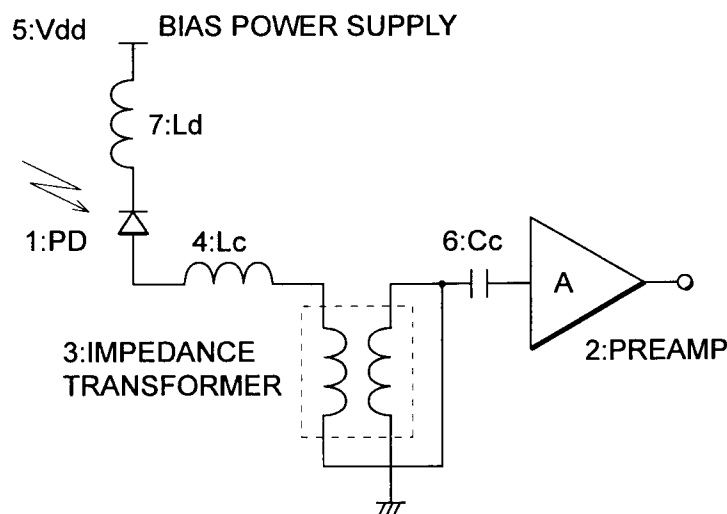 5:Vdd BIAS POWER SUPPLY
7:Ld
1:PD
4:Lc
6:Cc
A
3:IMPEDANCE
TRANSFORMER
2:PREAMP